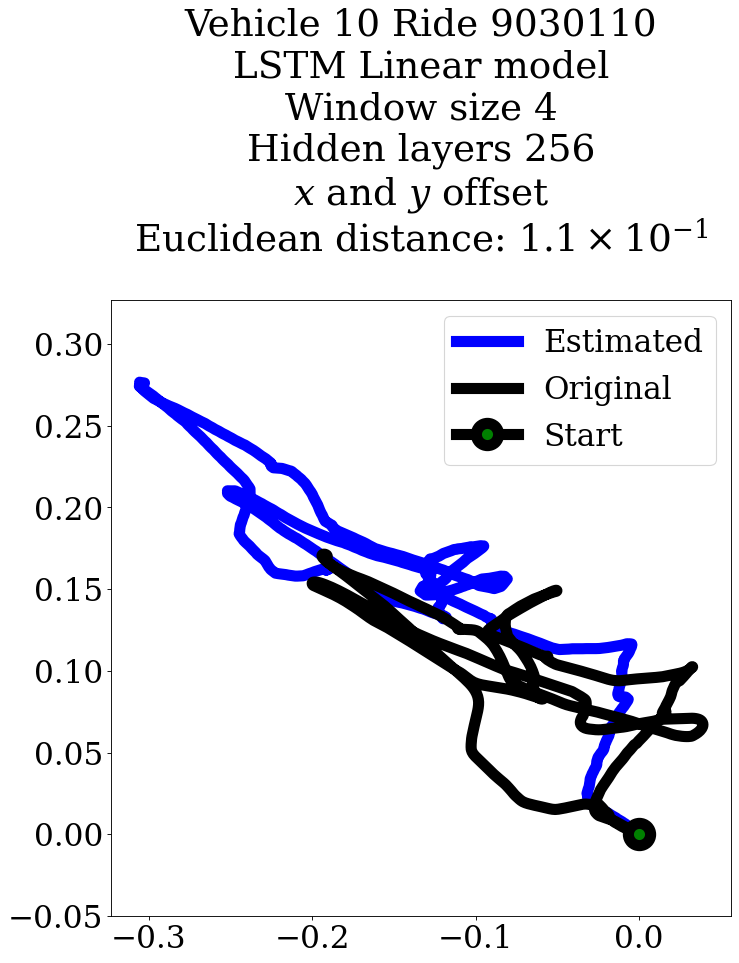 Vehicle 10 Ride 9030110
LSTM Linear model
Window size 4
Hidden layers 256
x and y offset
Euclidean distance: 1.1 × 10⁻¹
Estimated
Original
Start
0.30
0.25
0.20
0.15
0.10
0.05
0.00
−0.05
−0.3
−0.2
−0.1
0.0